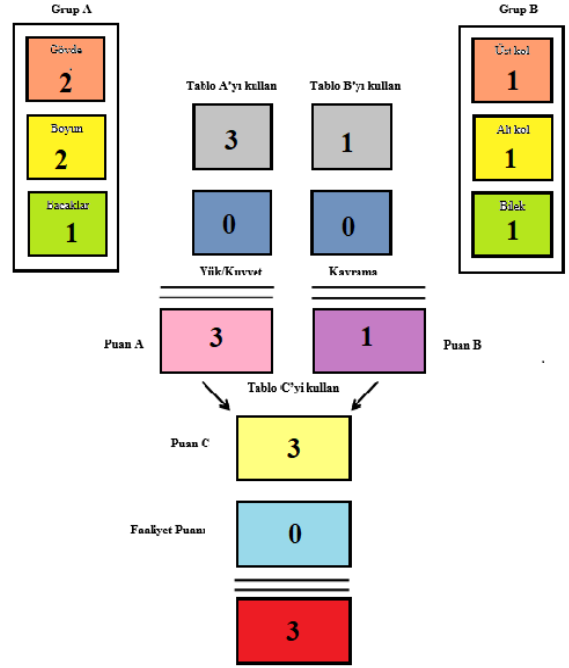 Grup A
Grup B
Gövde
2
Boyun
2
Bacaklar
1
Tablo A'yı kullan
Tablo B'yi kullan
3
1
0
0
Yük/Kuvvet
Kavrama
Üst kol
1
Alt kol
1
Bilek
1
Puan A
3
1
Puan B
Tablo C'yi kullan
Puan C
3
Faaliyet Puanı
0
3